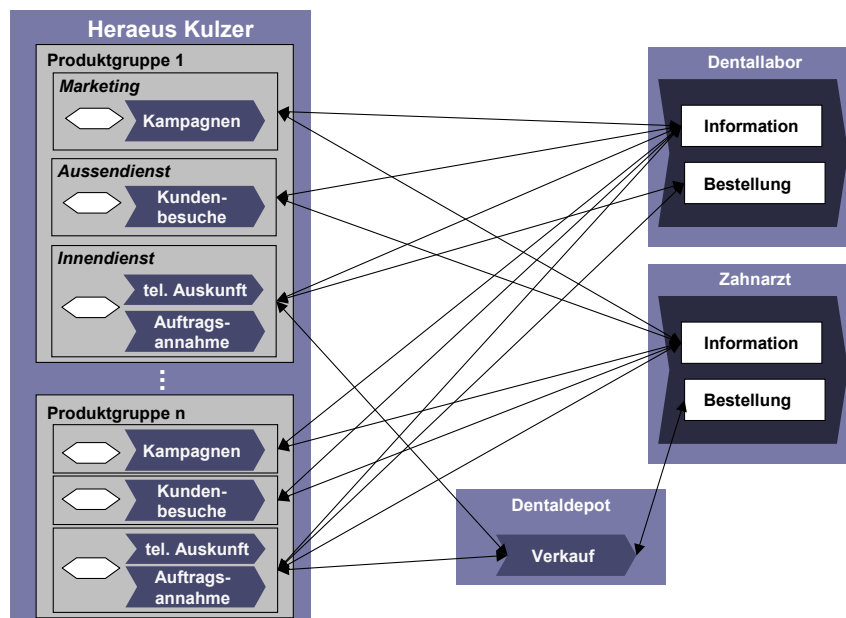 Heraeus Kulzer
Produktgruppe 1
Marketing
Kampagnen
Aussendienst
Kunden-
besuche
Innendienst
tel. Auskunft
Auftrags-
annahme
...
Produktgruppe n
Kampagnen
Kunden-
besuche
tel. Auskunft
Auftrags-
annahme
Dentallabor
Information
Bestellung
Zahnarzt
Information
Bestellung
Dentaldepot
Verkauf